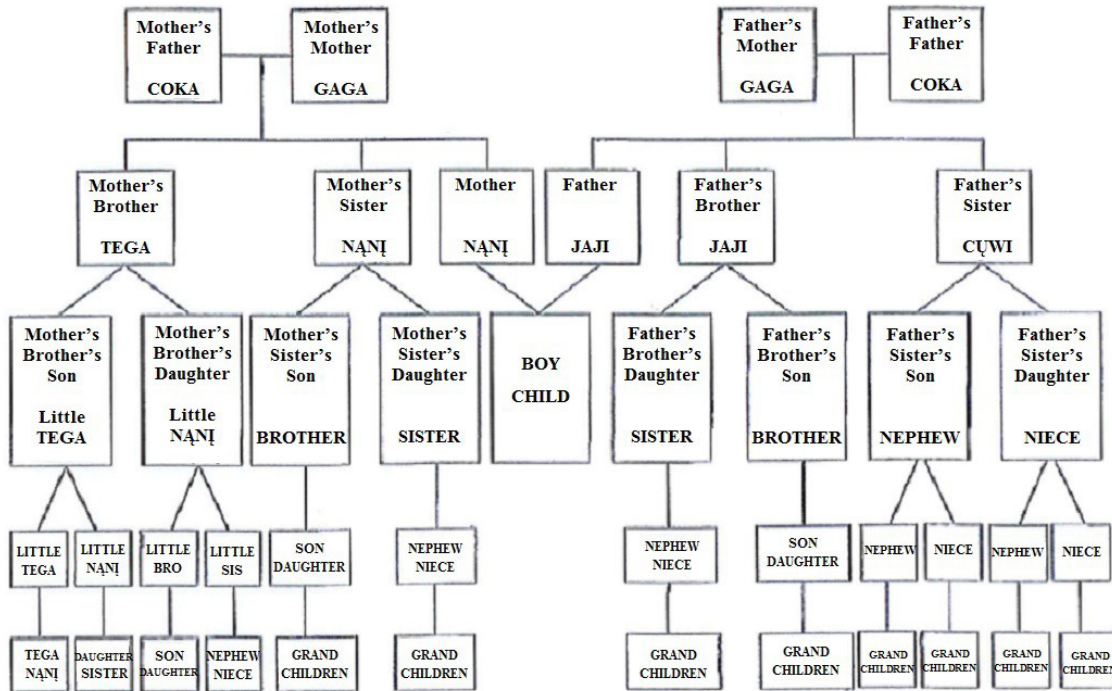 Mother's
Father
COKA
Mother's
Mother
GAGA
Father's
Mother
GAGA
Father's
Father
COKA
Mother's
Brother
TEGA
Mother's
Sister
NĄNĮ
Mother
NĄNĮ
Father
JAJI
Father's
Brother
JAJI
Father's
Sister
CŲWI
Mother's
Brother's
Son
Little
TEGA
Mother's
Brother's
Daughter
Little
NĄNĮ
Mother's
Sister's
Son
BROTHER
Mother's
Sister's
Daughter
SISTER
BOY
CHILD
Father's
Brother's
Daughter
SISTER
Father's
Brother's
Son
BROTHER
Father's
Sister's
Son
NEPHEW
Father's
Sister's
Daughter
NIECE
LITTLE
TEGA
LITTLE
NĄNĮ
LITTLE
BRO
LITTLE
SIS
SON
DAUGHTER
NEPHEW
NIECE
NEPHEW
NIECE
SON
DAUGHTER
NEPHEW
NIECE
NEPHEW
NIECE
TEGA
NĄNĮ
DAUGHTER
SISTER
SON
DAUGHTER
NEPHEW
NIECE
GRAND
CHILDREN
GRAND
CHILDREN
GRAND
CHILDREN
GRAND
CHILDREN
GRAND
CHILDREN
GRAND
CHILDREN
GRAND
CHILDREN
GRAND
CHILDREN